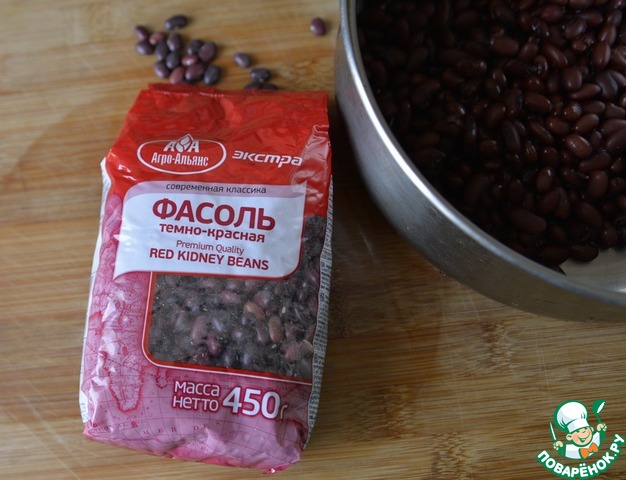 Агро-Альянс
ЭКСТРА
СОВРЕМЕННАЯ КЛАССИКА
ФАСОЛЬ
темно-красная
Premium Quality
RED KIDNEY BEANS
масса
нетто 450г
ПОВАРЁНОК.РУ